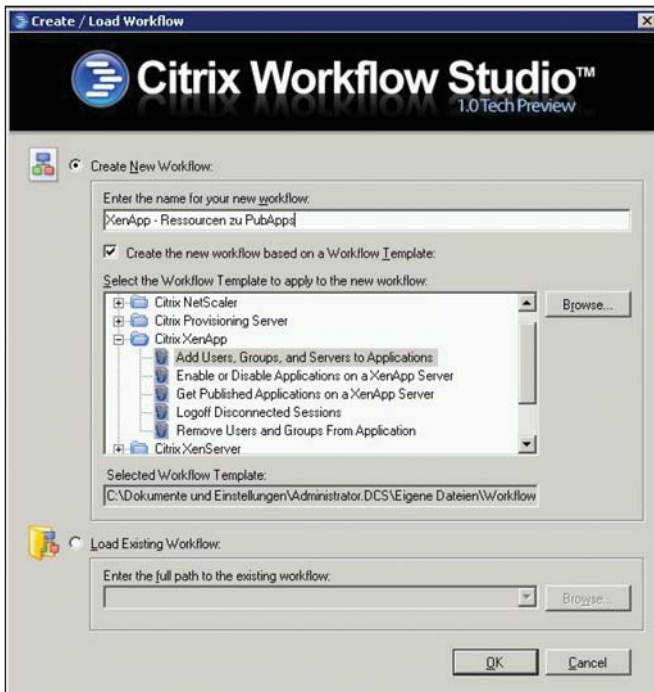 Create / Load Workflow
Citrix Workflow Studio™
1.0 Tech Preview
Create New Workflow:
Enter the name for your new workflow:
XenApp - Ressourcen zu PubApps
Create the new workflow based on a Workflow Template:
Select the Workflow Template to apply to the new workflow:
Citrix NetScaler
Browse...
Citrix Provisioning Server
Citrix XenApp
Add Users, Groups, and Servers to Applications
Enable or Disable Applications on a XenApp Server
Get Published Applications on a XenApp Server
Logoff Disconnected Sessions
Remove Users and Groups From Application
Citrix XenServer
Selected Workflow Template:
C:\Dokumente und Einstellungen\Administrator.DCS\Eigene Dateien\Workflow
Load Existing Workflow:
Enter the full path to the existing workflow:
Browse...
OK
Cancel